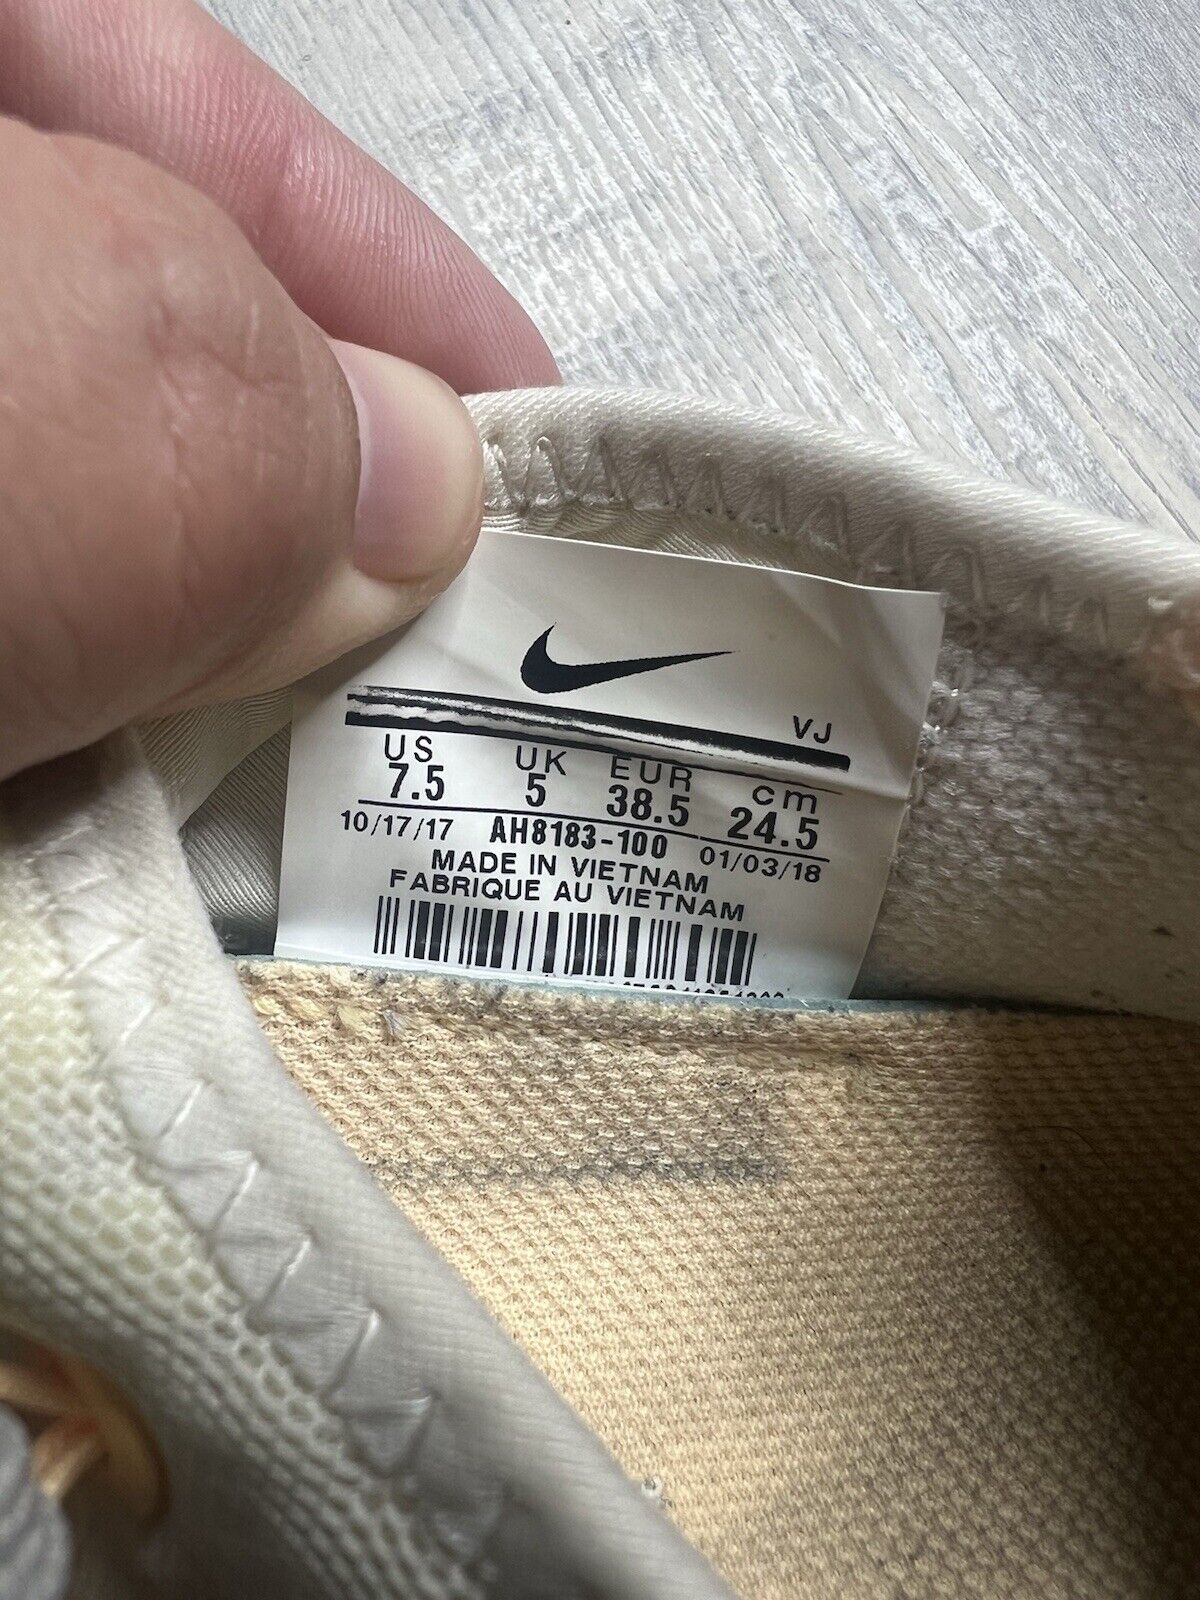 VJ
US UK EUR cm
7.5 5 38.5 24.5
10/17/17 AH8183-100 01/03/18
MADE IN VIETNAM
FABRIQUE AU VIETNAM